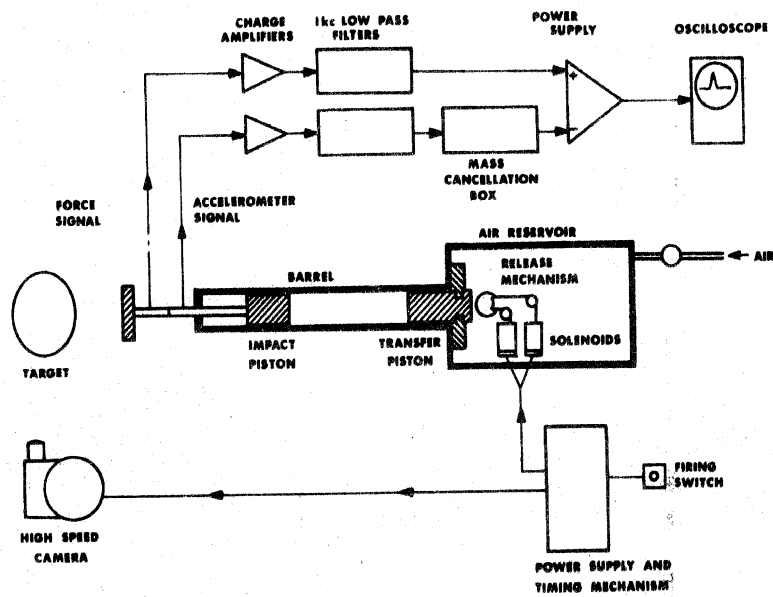 CHARGE
AMPLIFIERS
1kc LOW PASS
FILTERS
POWER
SUPPLY
OSCILLOSCOPE
+
−
MASS
CANCELLATION
BOX
FORCE
SIGNAL
ACCELEROMETER
SIGNAL
AIR RESERVOIR
BARREL
RELEASE
MECHANISM
AIR
IMPACT
PISTON
TRANSFER
PISTON
SOLENOIDS
TARGET
FIRING
SWITCH
HIGH SPEED
CAMERA
POWER SUPPLY AND
TIMING MECHANISM